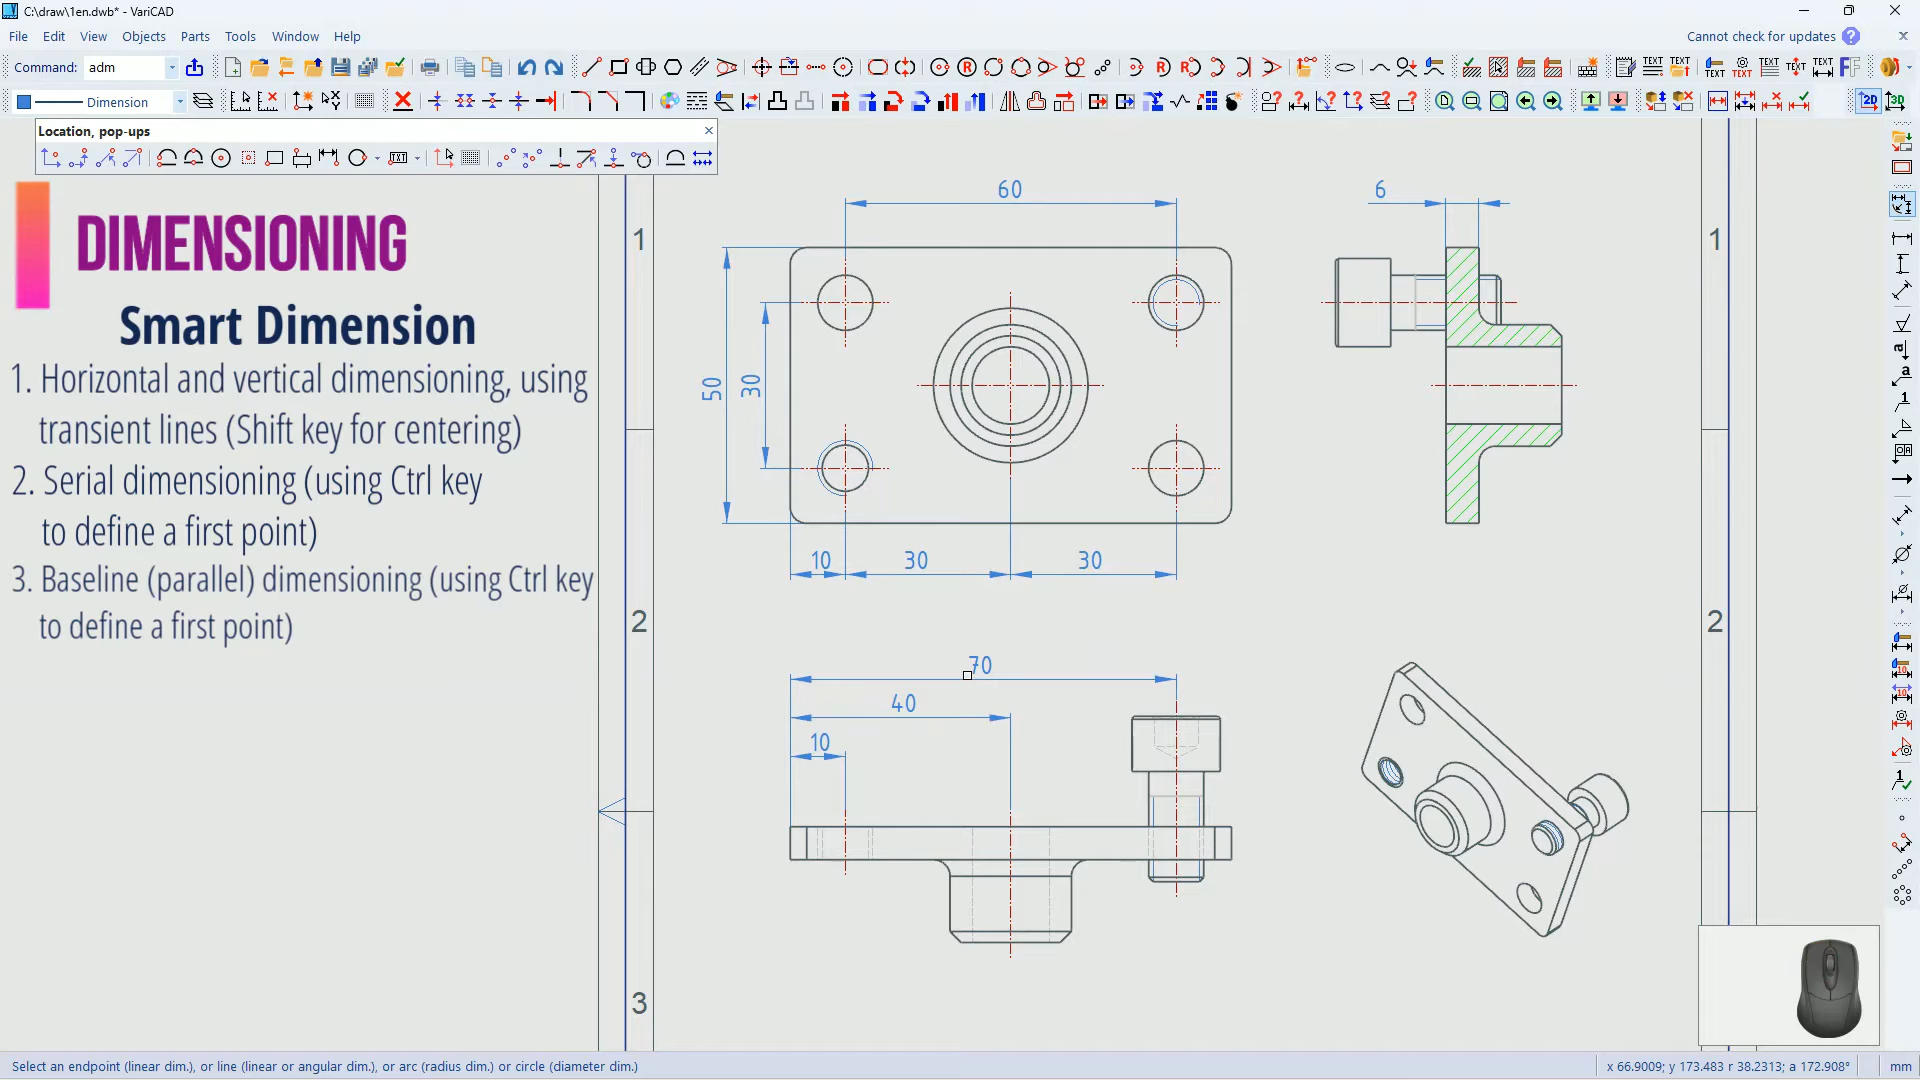 C:\draw\1en.dwb* - VariCAD
File Edit View Objects Parts Tools Window Help
Cannot check for updates
Command: adm
Dimension
Location, pop-ups
DIMENSIONING
Smart Dimension
1. Horizontal and vertical dimensioning, using
transient lines (Shift key for centering)
2. Serial dimensioning (using Ctrl key
to define a first point)
3. Baseline (parallel) dimensioning (using Ctrl key
to define a first point)
60
6
1
1
50
30
10
30
30
2
2
70
40
10
3
Select an endpoint (linear dim.), or line (linear or angular dim.), or arc (radius dim.) or circle (diameter dim.)
x 66.9009; y 173.483 r 38.2313; a 172.908°
mm